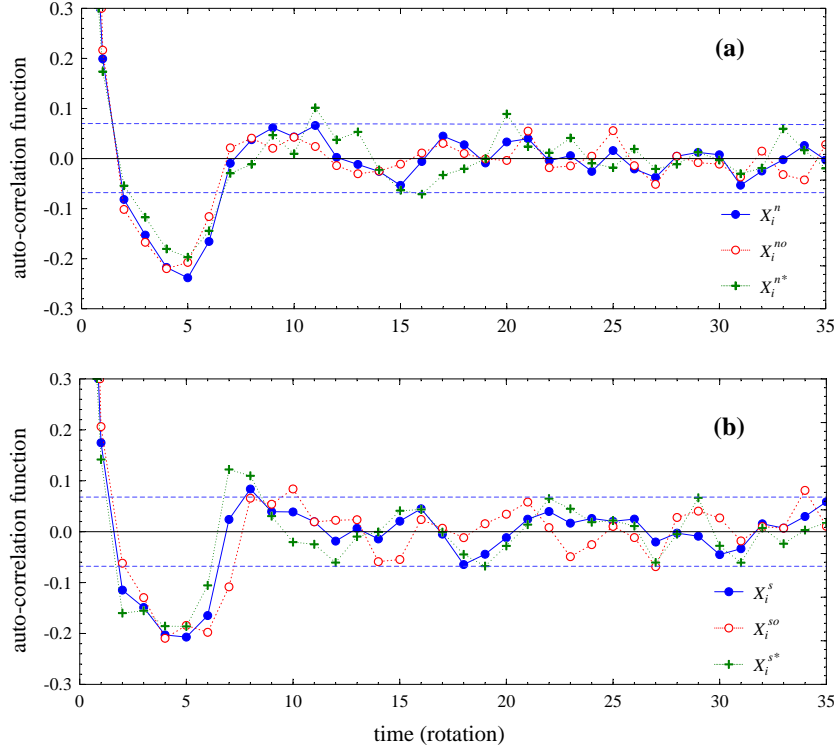 0.3
0.2
0.1
0.0
-0.1
-0.2
-0.3
auto-correlation function
(a)
X_i^n
X_i^{no}
X_i^{n*}
0 5 10 15 20 25 30 35
0.3
0.2
0.1
0.0
-0.1
-0.2
-0.3
auto-correlation function
(b)
X_i^s
X_i^{so}
X_i^{s*}
0 5 10 15 20 25 30 35
time (rotation)